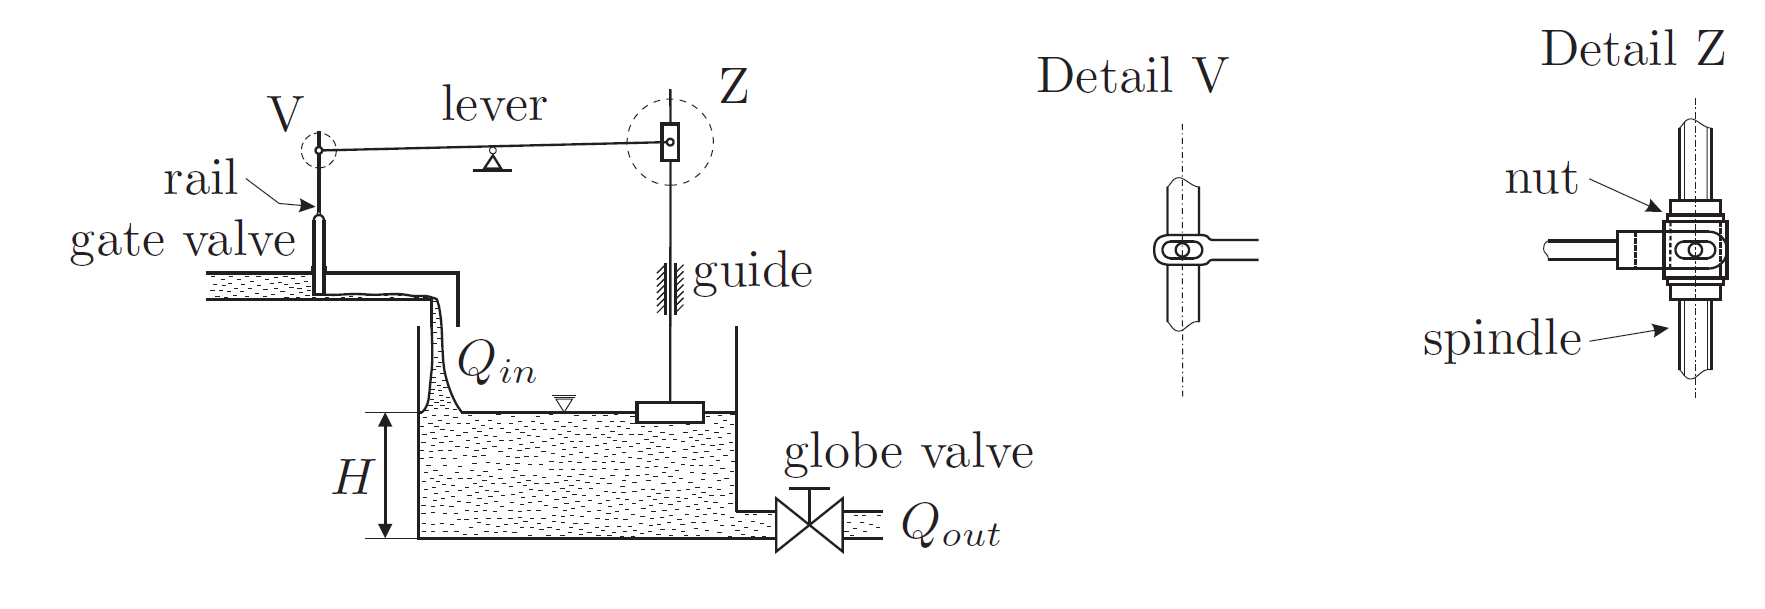 V
lever
Z
rail
gate valve
guide
Q_{in}
H
globe valve
Q_{out}
Detail V
Detail Z
nut
spindle